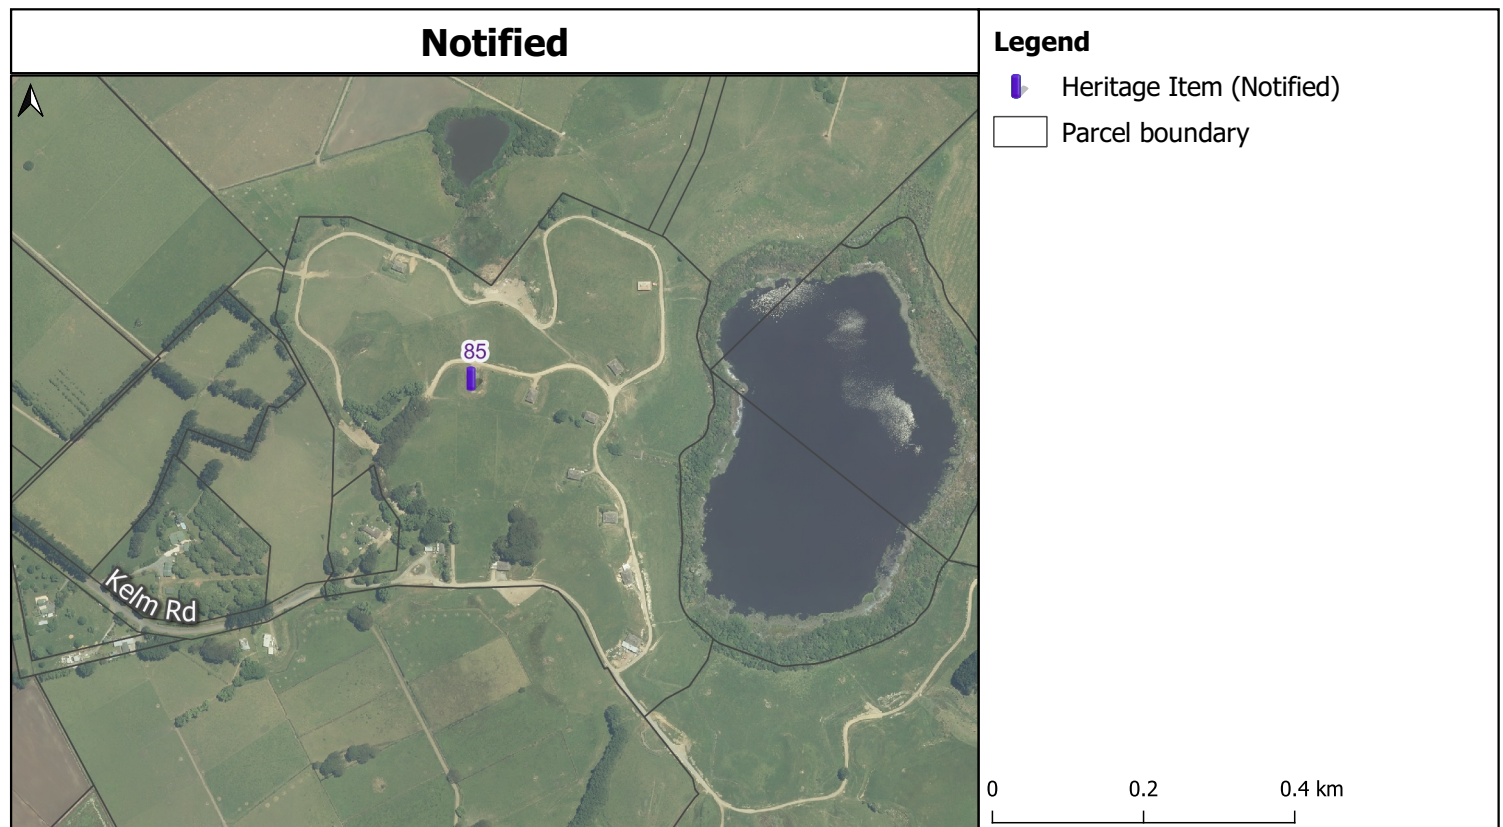 Notified
Legend
Heritage Item (Notified)
Parcel boundary
85
Kelm Rd
0 0.2 0.4 km